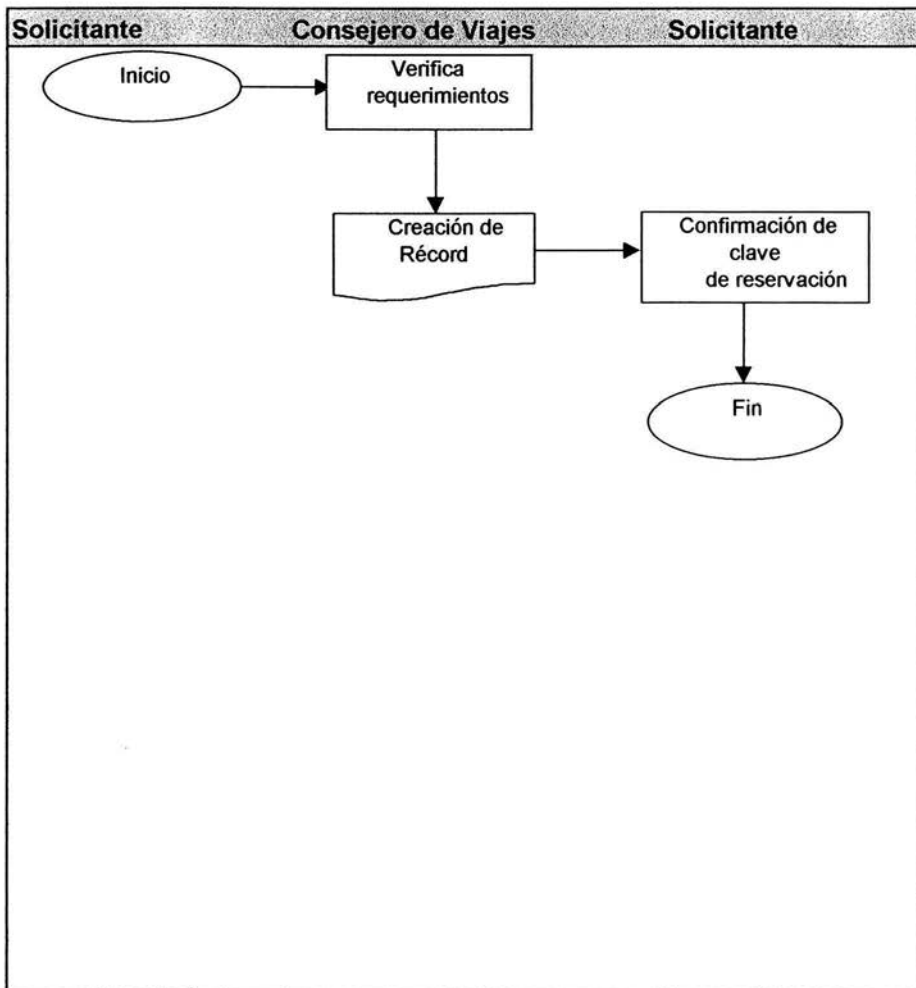 Solicitante Consejero de Viajes Solicitante
Inicio
Verifica
requerimientos
Creación de
Récord
Confirmación de
clave
de reservación
Fin